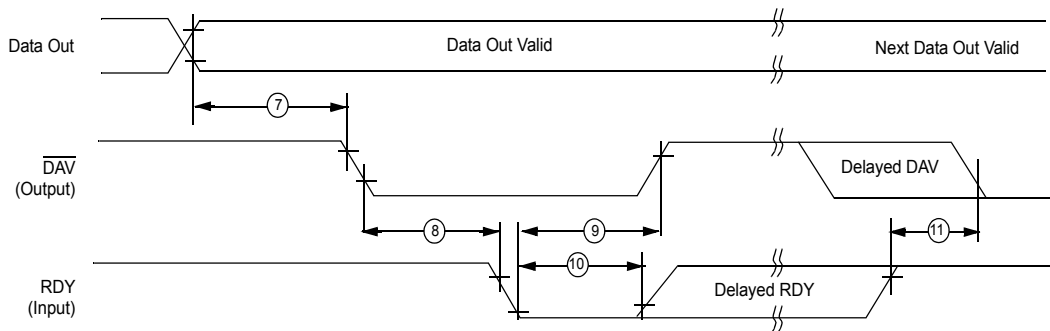 Data Out
Data Out Valid
Next Data Out Valid
7
DAV
(Output)
Delayed DAV
8
9
11
10
RDY
(Input)
Delayed RDY